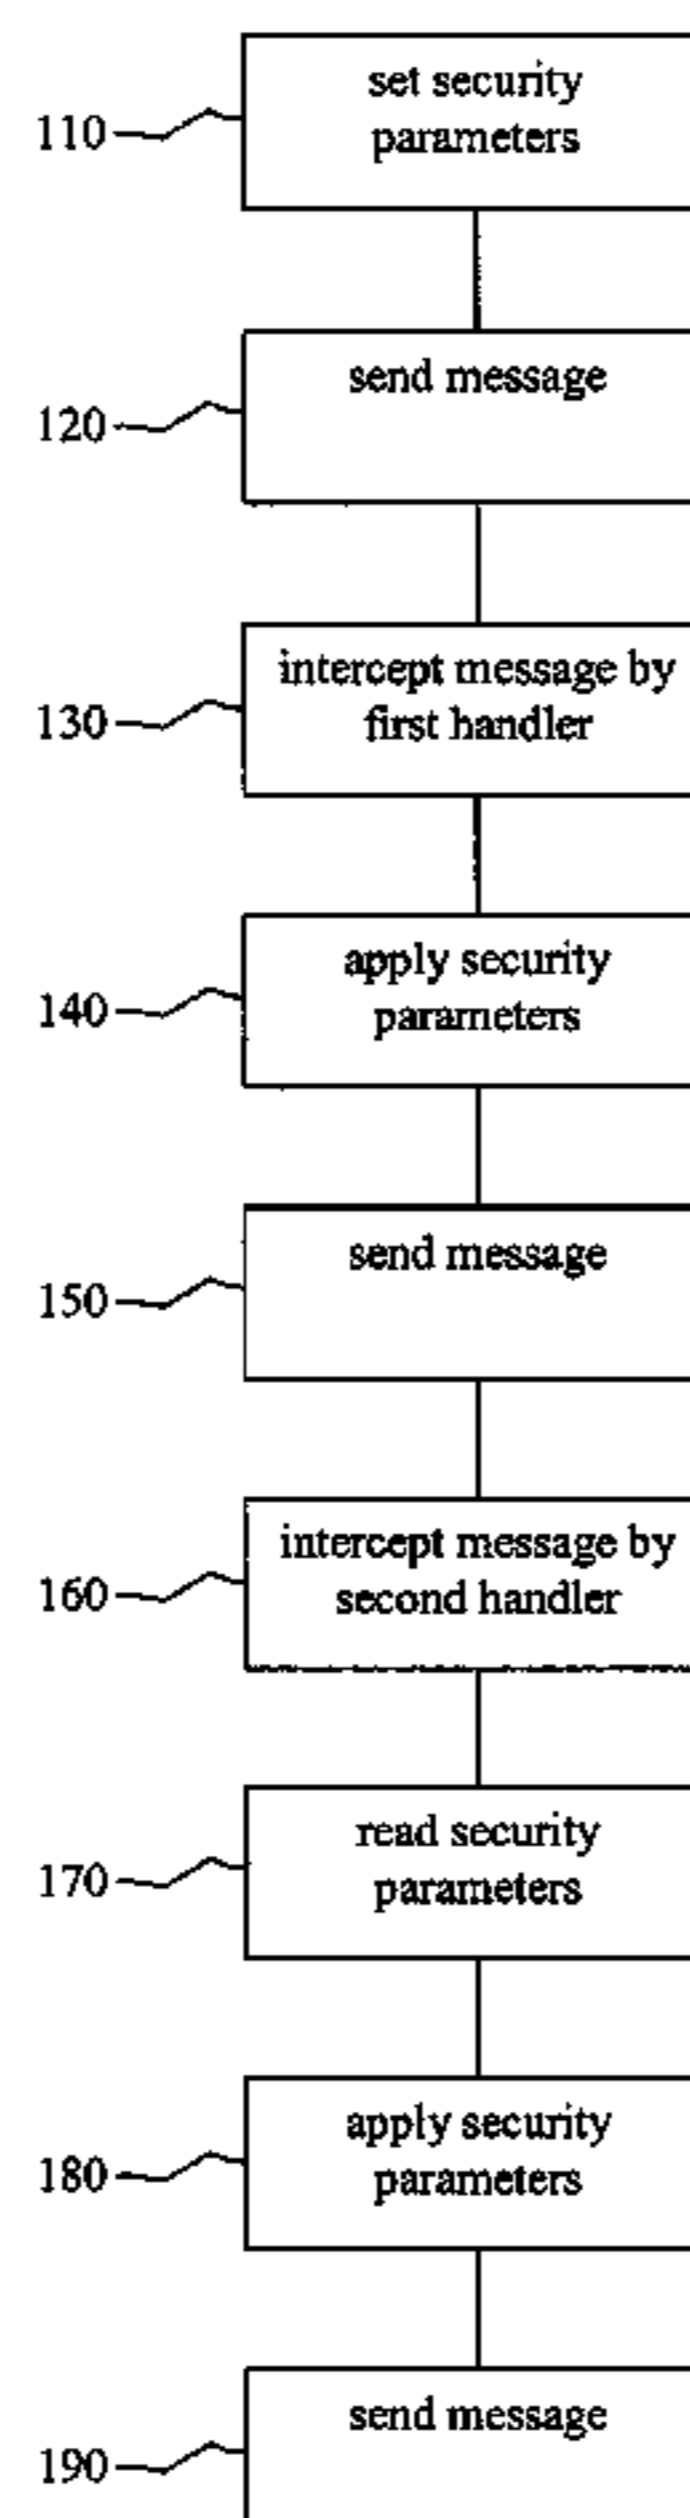 set security
parameters
110
send message
120
intercept message by
first handler
130
apply security
parameters
140
send message
150
intercept message by
second handler
160
read security
parameters
170
apply security
parameters
180
send message
190